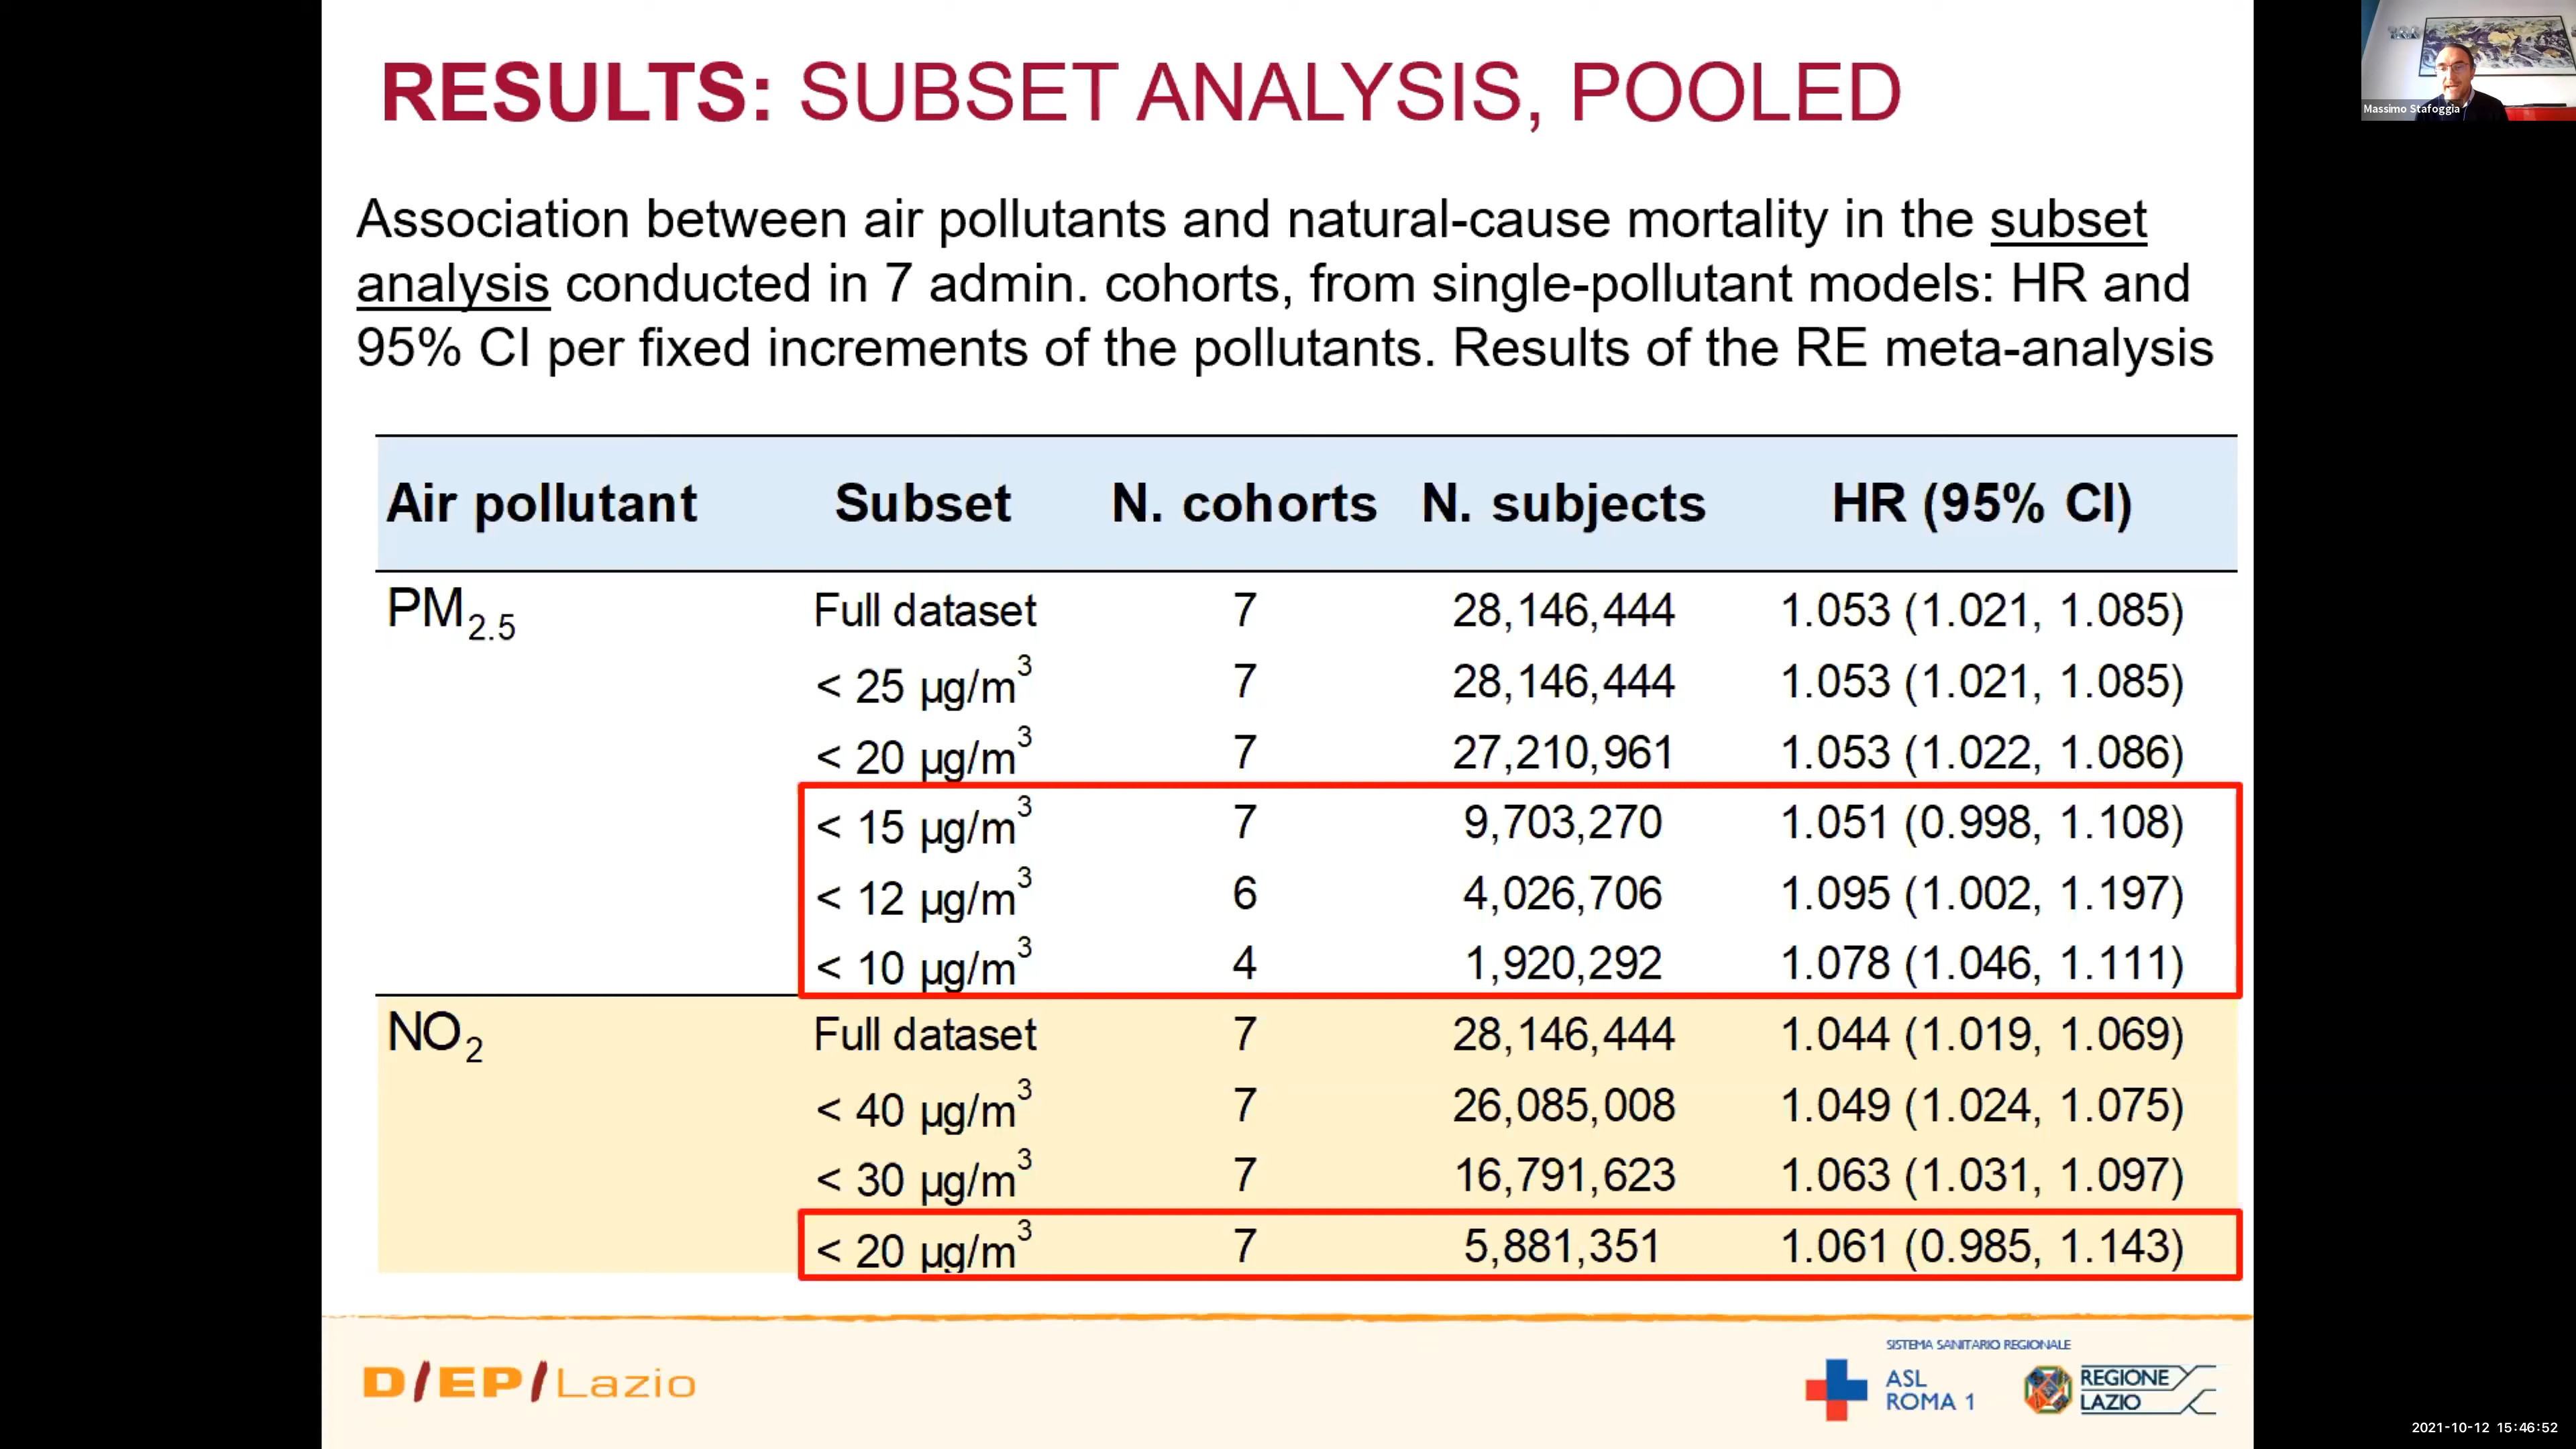 RESULTS: SUBSET ANALYSIS, POOLED
Massimo Stafoggia
Association between air pollutants and natural-cause mortality in the subset
analysis conducted in 7 admin. cohorts, from single-pollutant models: HR and
95% CI per fixed increments of the pollutants. Results of the RE meta-analysis
Air pollutant Subset N. cohorts N. subjects HR (95% CI)
PM2.5 Full dataset 7 28,146,444 1.053 (1.021, 1.085)
< 25 µg/m³ 7 28,146,444 1.053 (1.021, 1.085)
< 20 µg/m³ 7 27,210,961 1.053 (1.022, 1.086)
< 15 µg/m³ 7 9,703,270 1.051 (0.998, 1.108)
< 12 µg/m³ 6 4,026,706 1.095 (1.002, 1.197)
< 10 µg/m³ 4 1,920,292 1.078 (1.046, 1.111)
NO2 Full dataset 7 28,146,444 1.044 (1.019, 1.069)
< 40 µg/m³ 7 26,085,008 1.049 (1.024, 1.075)
< 30 µg/m³ 7 16,791,623 1.063 (1.031, 1.097)
< 20 µg/m³ 7 5,881,351 1.061 (0.985, 1.143)
D/EP/Lazio
SISTEMA SANITARIO REGIONALE
ASL
ROMA 1
REGIONE
LAZIO
2021-10-12 15:46:52